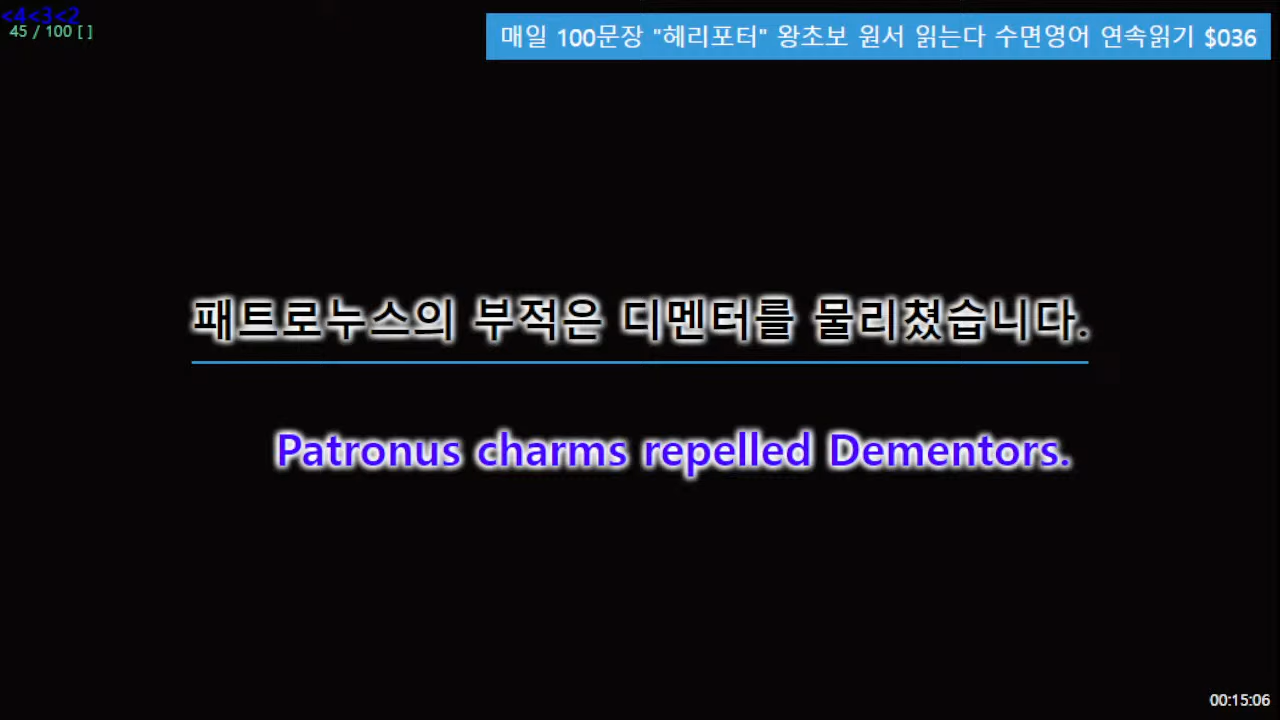 <4<3<2
45 / 100 [ ]
매일 100문장 "헤리포터" 왕초보 원서 읽는다 수면영어 연속읽기 $036
패트로누스의 부적은 디멘터를 물리쳤습니다.
Patronus charms repelled Dementors.
00:15:06